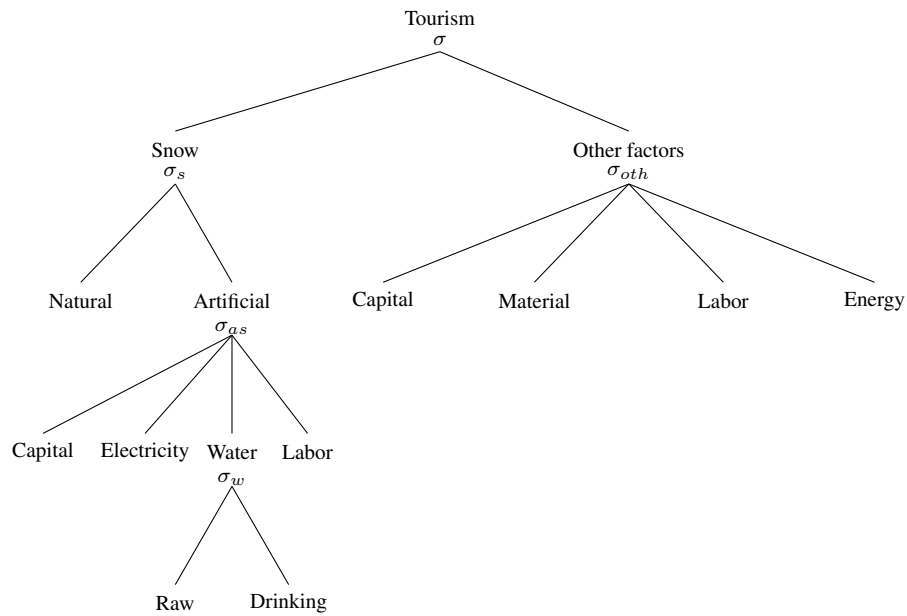 Tourism
σ
Snow
σ_s
Other factors
σ_oth
Natural
Artificial
σ_as
Capital
Material
Labor
Energy
Capital
Electricity
Water
σ_w
Labor
Raw
Drinking